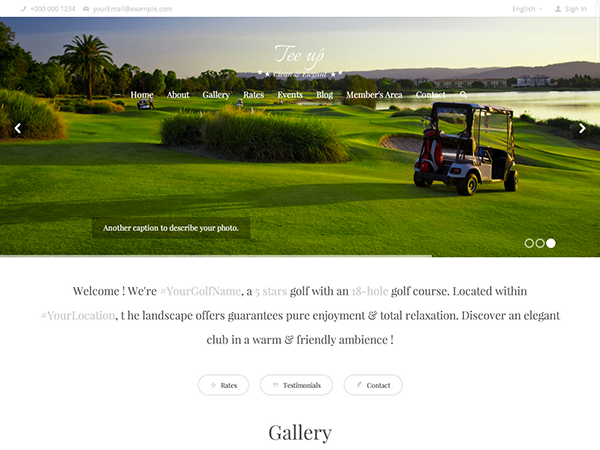 +000 000 1234 yourEmail@example.com English Sign In
Tee up
Clean & Elegant
Home About Gallery Rates Events Blog Member's Area Contact
Another caption to describe your photo.
Welcome ! We're #YourGolfName, a 5 stars golf with an 18-hole golf course. Located within
#YourLocation, t he landscape offers guarantees pure enjoyment & total relaxation. Discover an elegant
club in a warm & friendly ambience !
Rates Testimonials Contact
Gallery